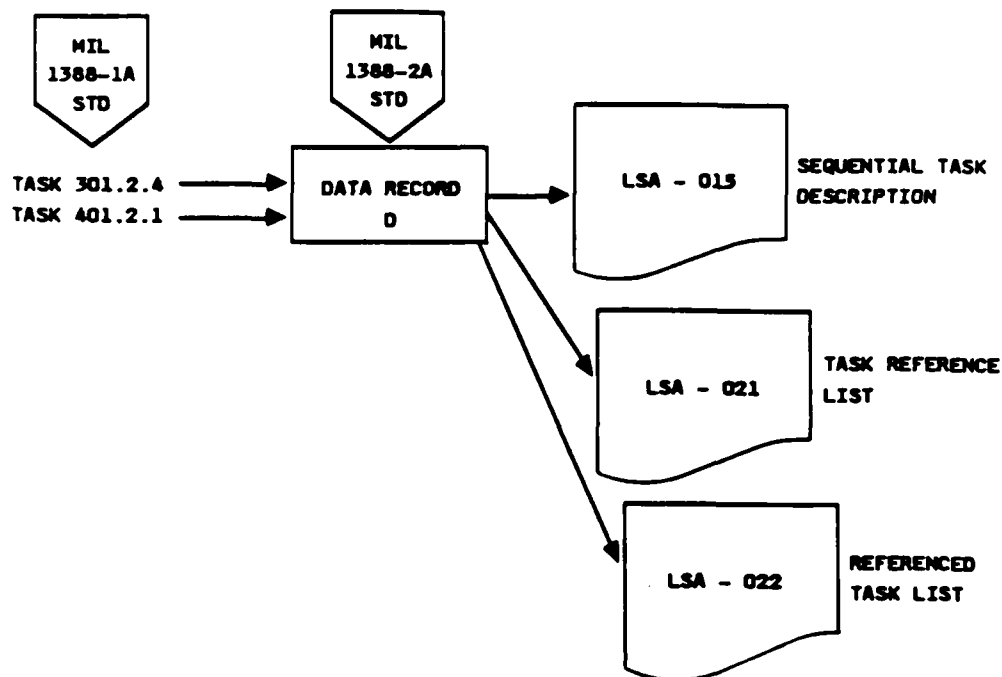 MIL
1388-1A
STD
MIL
1388-2A
STD
TASK 301.2.4
TASK 401.2.1
DATA RECORD
D
LSA - 015
SEQUENTIAL TASK
DESCRIPTION
LSA - 021
TASK REFERENCE
LIST
LSA - 022
REFERENCED
TASK LIST